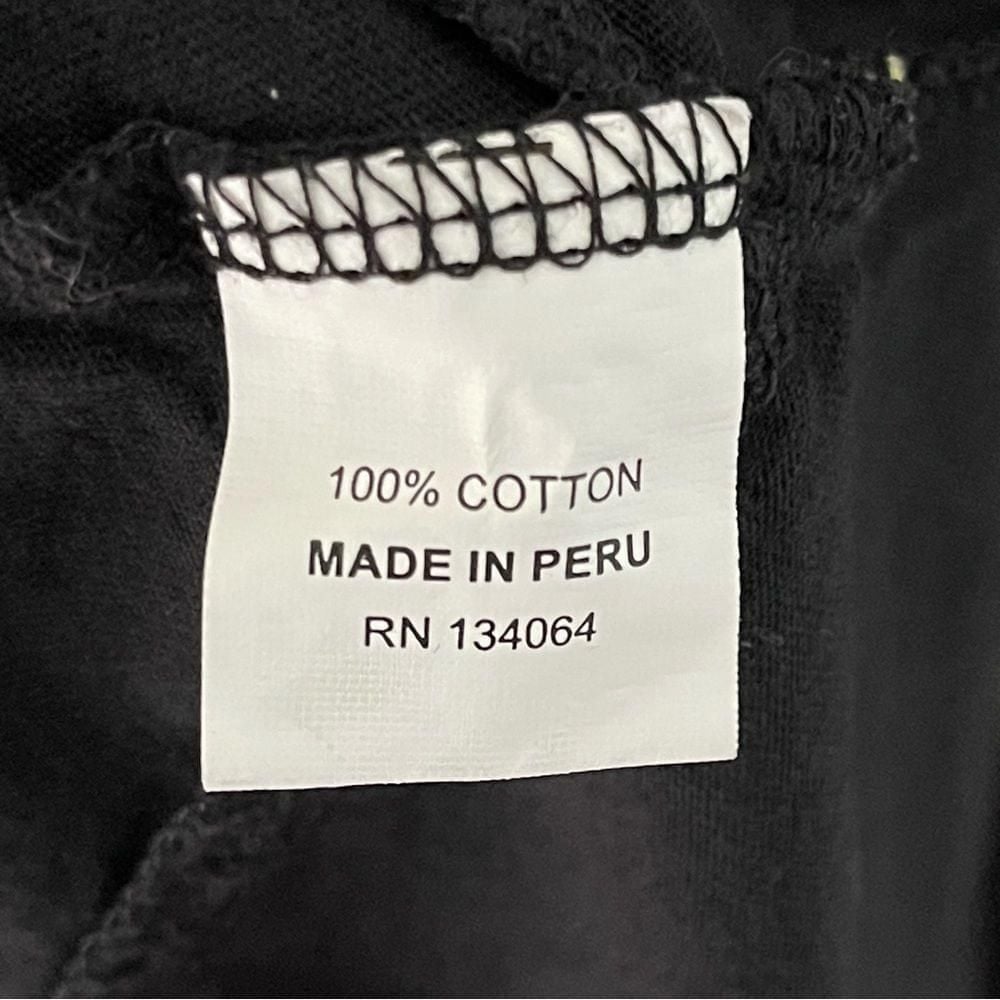 100% COTTON
MADE IN PERU
RN 134064